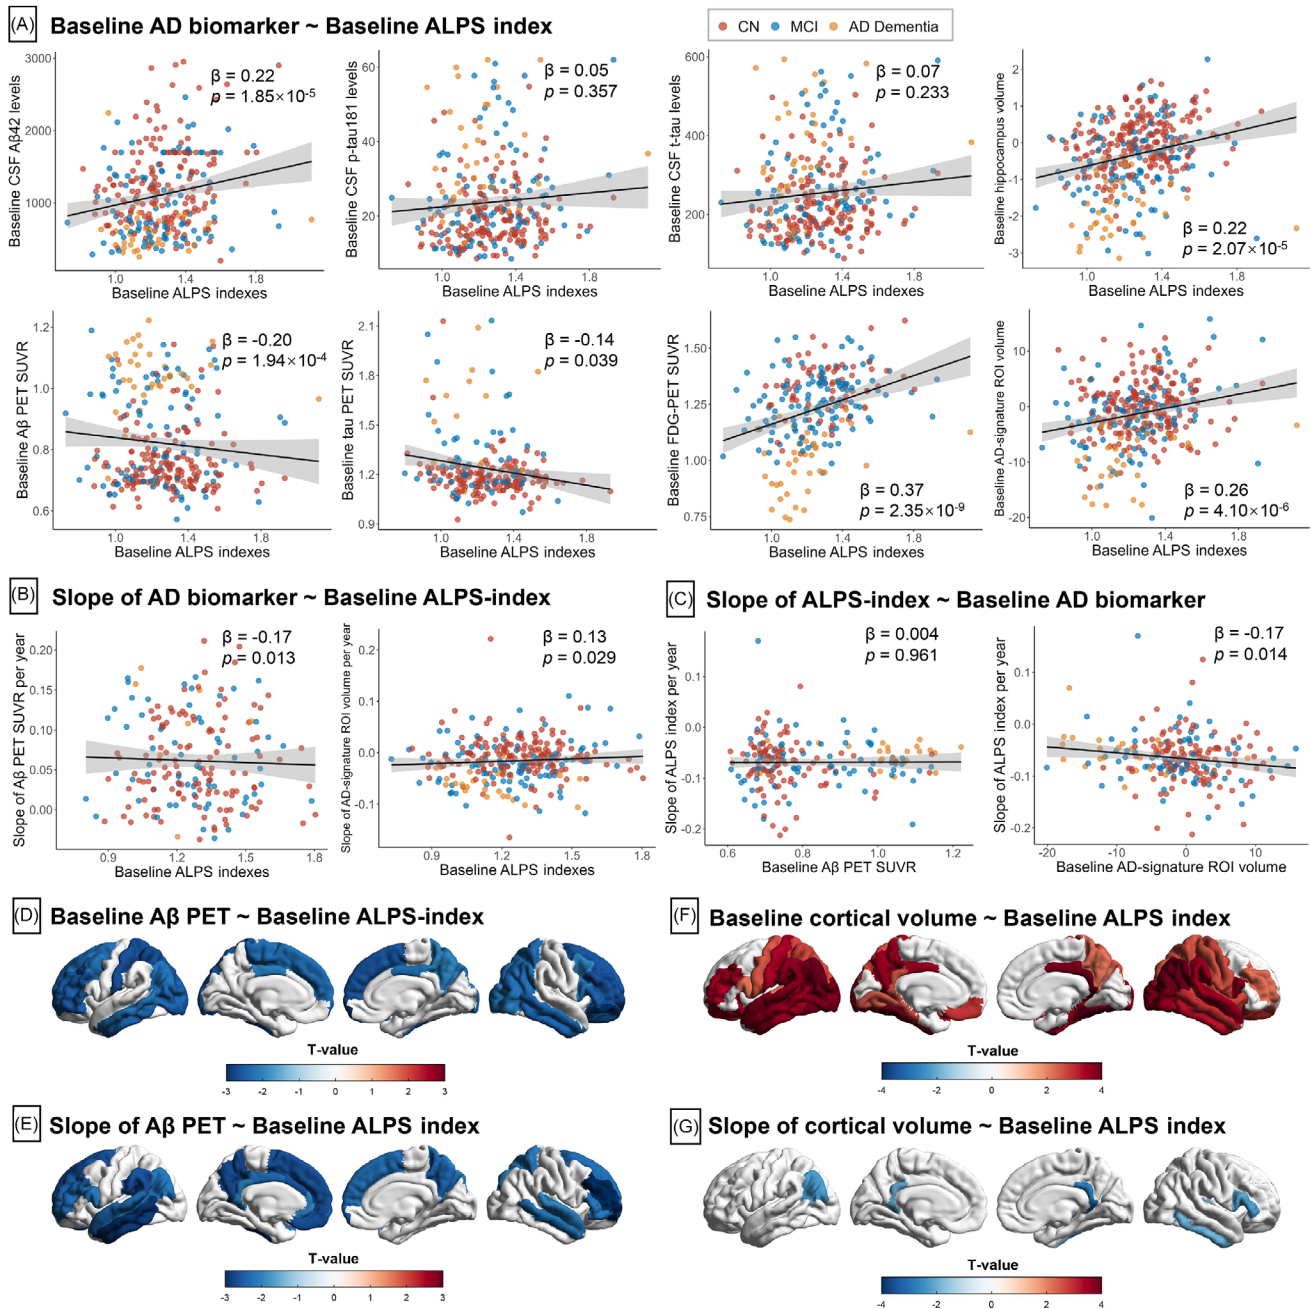 (A) Baseline AD biomarker ~ Baseline ALPS index
CN MCI AD Dementia
Baseline CSF Aβ42 levels
3000
2000
1000
β = 0.22
p = 1.85×10-5
1.0 1.4 1.8
Baseline ALPS indexes
Baseline CSF p-tau181 levels
60
40
20
β = 0.05
p = 0.357
1.0 1.4 1.8
Baseline ALPS indexes
Baseline CSF t-tau levels
600
400
200
β = 0.07
p = 0.233
1.0 1.4 1.8
Baseline ALPS indexes
Baseline hippocampus volume
2
1
0
-1
-2
-3
β = 0.22
p = 2.07×10-5
1.0 1.4 1.8
Baseline ALPS indexes
Baseline Aβ PET SUVR
1.2
1.0
0.8
0.6
β = -0.20
p = 1.94×10-4
1.0 1.4 1.8
Baseline ALPS indexes
Baseline tau PET SUVR
2.1
1.8
1.5
1.2
0.9
β = -0.14
p = 0.039
1.0 1.4 1.8
Baseline ALPS indexes
Baseline FDG-PET SUVR
1.50
1.25
1.00
0.75
β = 0.37
p = 2.35×10-9
1.0 1.4 1.8
Baseline ALPS indexes
Baseline AD-signature ROI volume
10
0
-10
-20
β = 0.26
p = 4.10×10-6
1.0 1.4 1.8
Baseline ALPS indexes
(B) Slope of AD biomarker ~ Baseline ALPS-index
Slope of Aβ PET SUVR per year
0.20
0.15
0.10
0.05
0.00
β = -0.17
p = 0.013
0.9 1.2 1.5 1.8
Baseline ALPS indexes
Slope of AD-signature ROI volume per year
0.2
0.1
0.0
-0.1
β = 0.13
p = 0.029
0.9 1.2 1.5 1.8
Baseline ALPS indexes
(C) Slope of ALPS-index ~ Baseline AD biomarker
Slope of ALPS index per year
0.1
0.0
-0.1
-0.2
β = 0.004
p = 0.961
0.6 0.8 1.0 1.2
Baseline Aβ PET SUVR
Slope of ALPS index per year
0.1
0.0
-0.1
-0.2
β = -0.17
p = 0.014
-20 -10 0 10
Baseline AD-signature ROI volume
(D) Baseline Aβ PET ~ Baseline ALPS-index
T-value
-3 -2 -1 0 1 2 3
(F) Baseline cortical volume ~ Baseline ALPS index
T-value
-4 -2 0 2 4
(E) Slope of Aβ PET ~ Baseline ALPS index
T-value
-3 -2 -1 0 1 2 3
(G) Slope of cortical volume ~ Baseline ALPS index
T-value
-4 -2 0 2 4